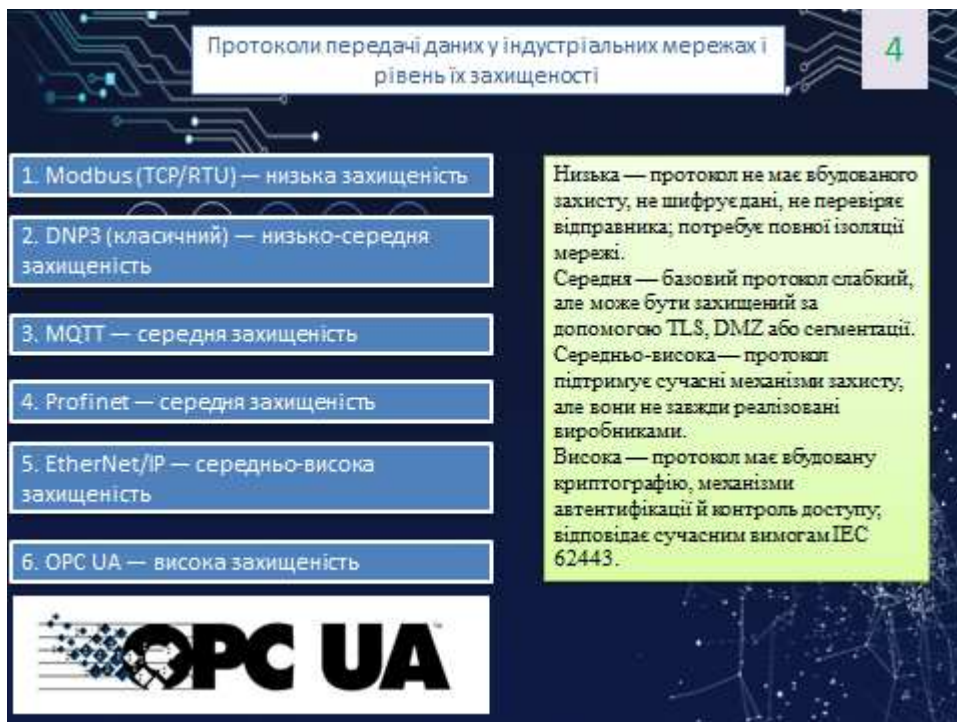 Протоколи передачі даних у індустріальних мережах і
рівень їх захищеності
4
1. Modbus (TCP/RTU) — низька захищеність
2. DNP3 (класичний) — низько-середня
захищеність
3. MQTT — середня захищеність
4. Profinet — середня захищеність
5. EtherNet/IP — середньо-висока
захищеність
6. OPC UA — висока захищеність
Низька — протокол не має вбудованого
захисту, не шифрує дані, не перевіряє
відправника; потребує повної ізоляції
мережі.
Середня — базовий протокол слабкий,
але може бути захищений за
допомогою TLS, DMZ або сегментації.
Середньо-висока — протокол
підтримує сучасні механізми захисту,
але вони не завжди реалізовані
виробниками.
Висока — протокол має вбудовану
криптографію, механізми
автентифікації й контроль доступу;
відповідає сучасним вимогам IEC
62443.
OPC UA